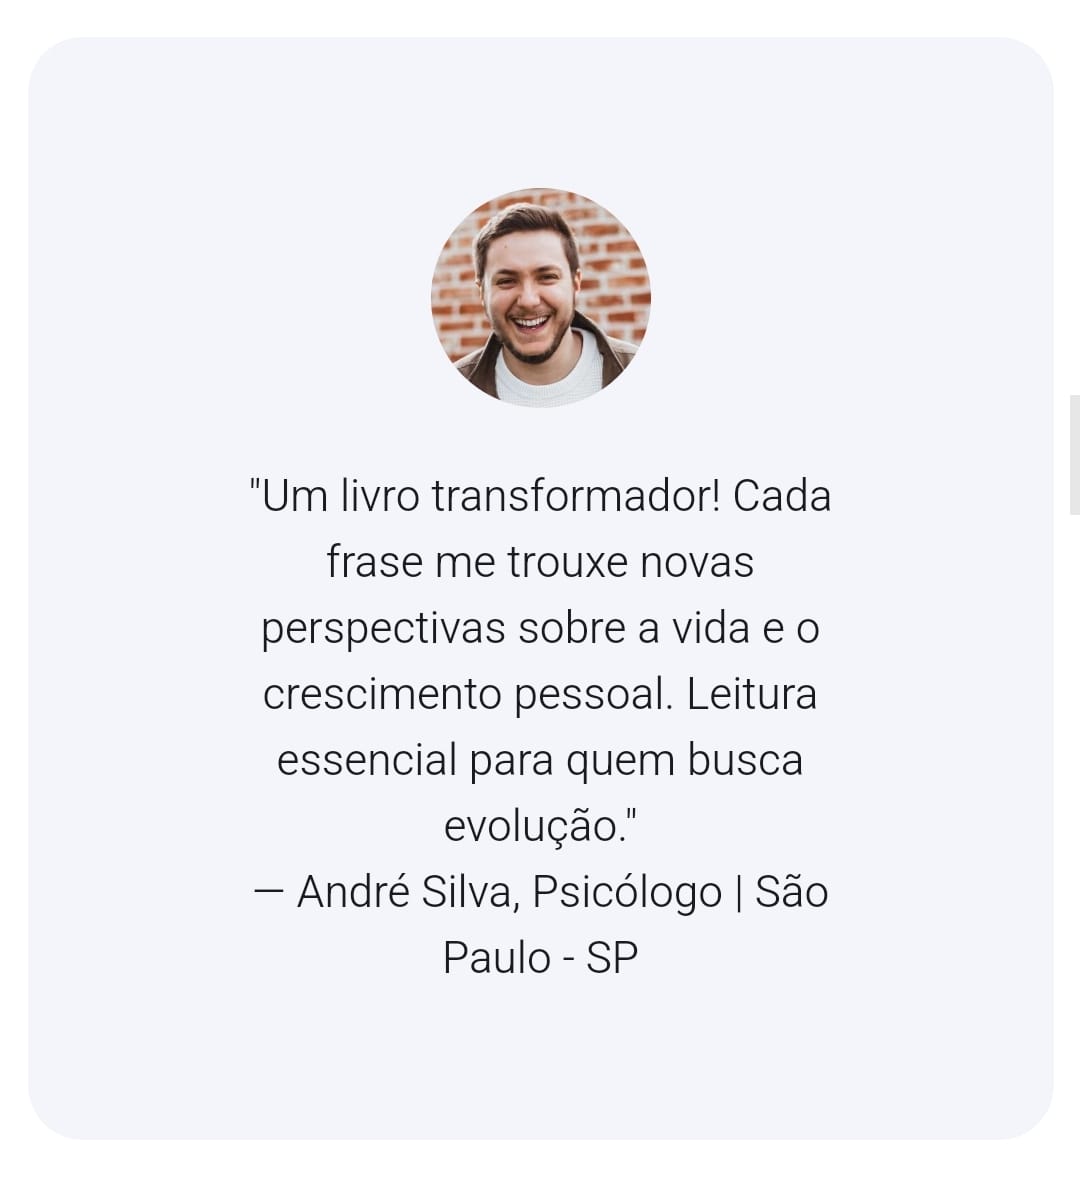 "Um livro transformador! Cada
frase me trouxe novas
perspectivas sobre a vida e o
crescimento pessoal. Leitura
essencial para quem busca
evolução."
— André Silva, Psicólogo | São
Paulo - SP